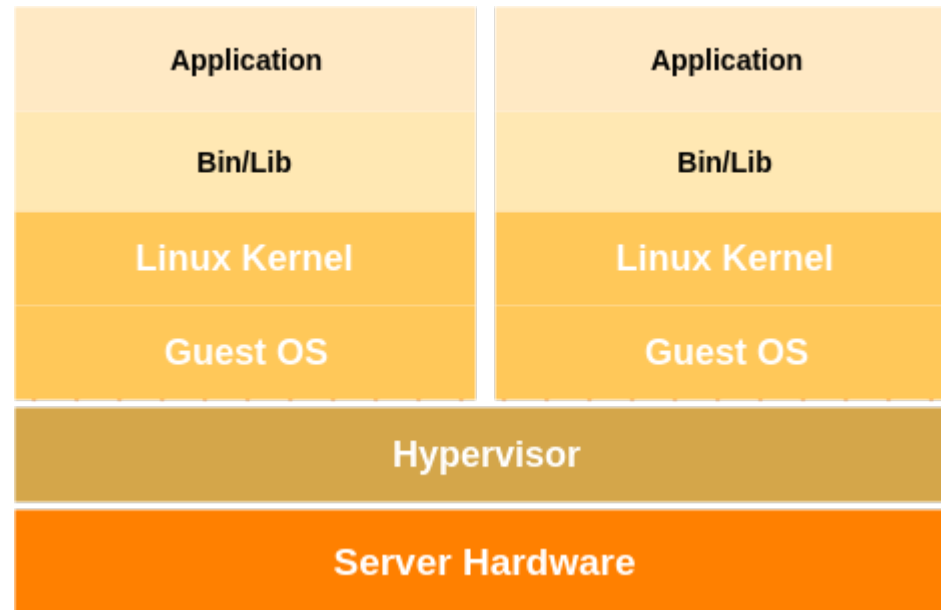 Application
Application
Bin/Lib
Bin/Lib
Linux Kernel
Linux Kernel
Guest OS
Guest OS
Hypervisor
Server Hardware